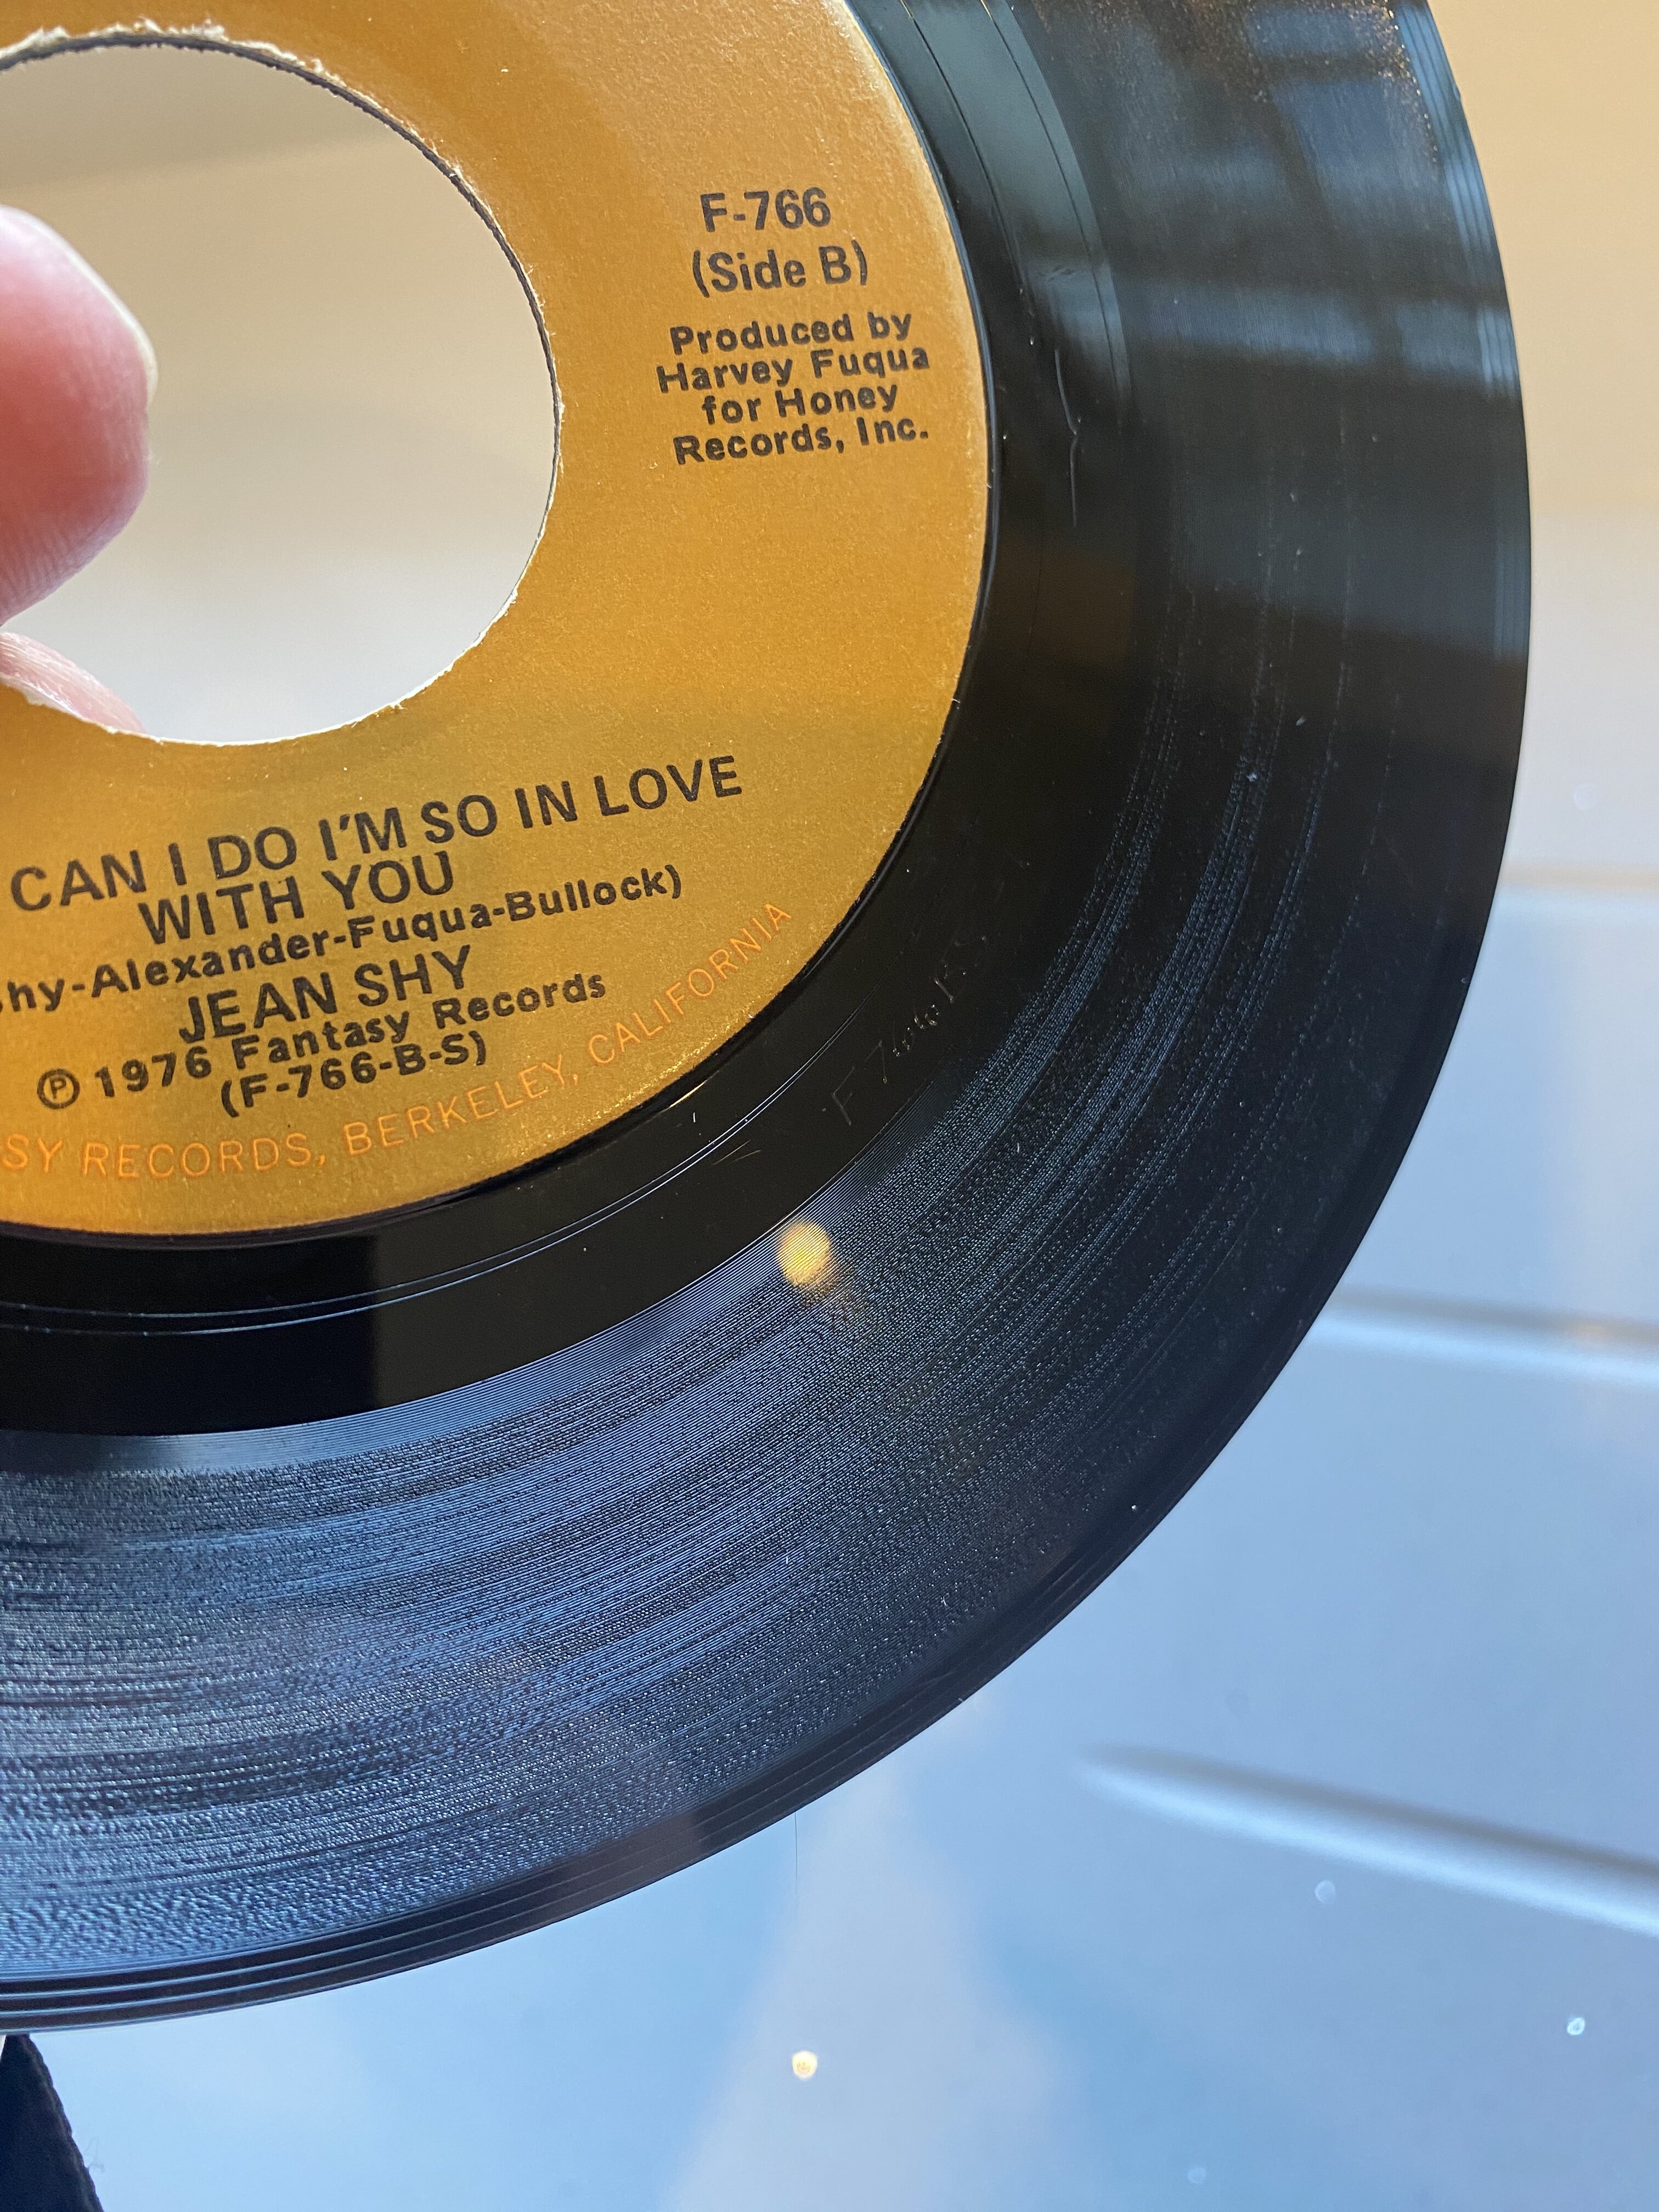 F-766
(Side B)
Produced by
Harvey Fuqua
for Honey
Records, Inc.
CAN I DO I'M SO IN LOVE
WITH YOU
hy-Alexander-Fuqua-Bullock)
JEAN SHY
℗ 1976 Fantasy Records
(F-766-B-S)
SY RECORDS, BERKELEY, CALIFORNIA